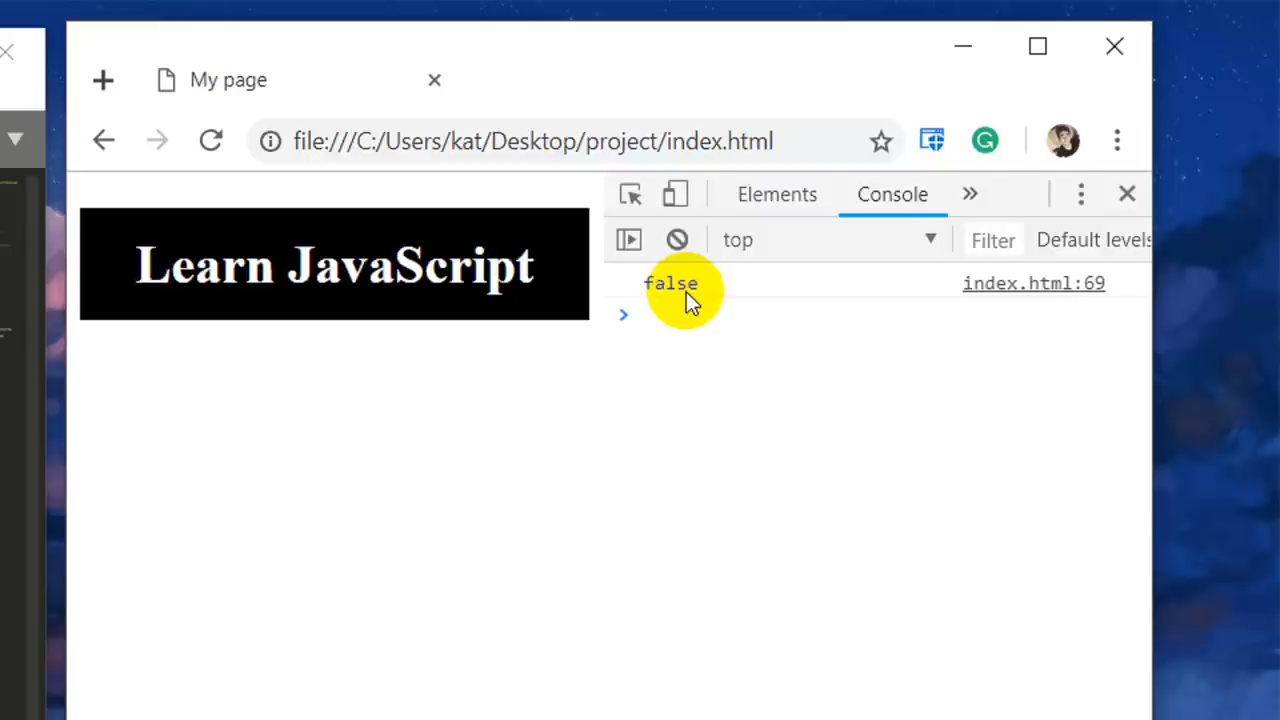 My page
file:///C:/Users/kat/Desktop/project/index.html
Elements Console
top Filter Default levels
Learn JavaScript
false index.html:69